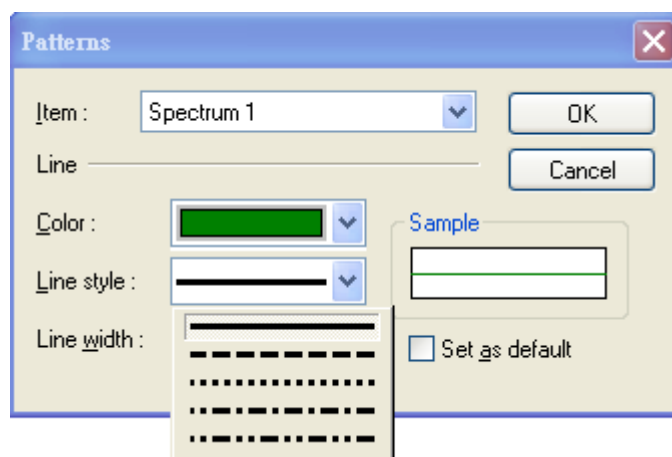 Patterns
Item : Spectrum 1 OK
Line Cancel
Color : Sample
Line style :
Line width : Set as default